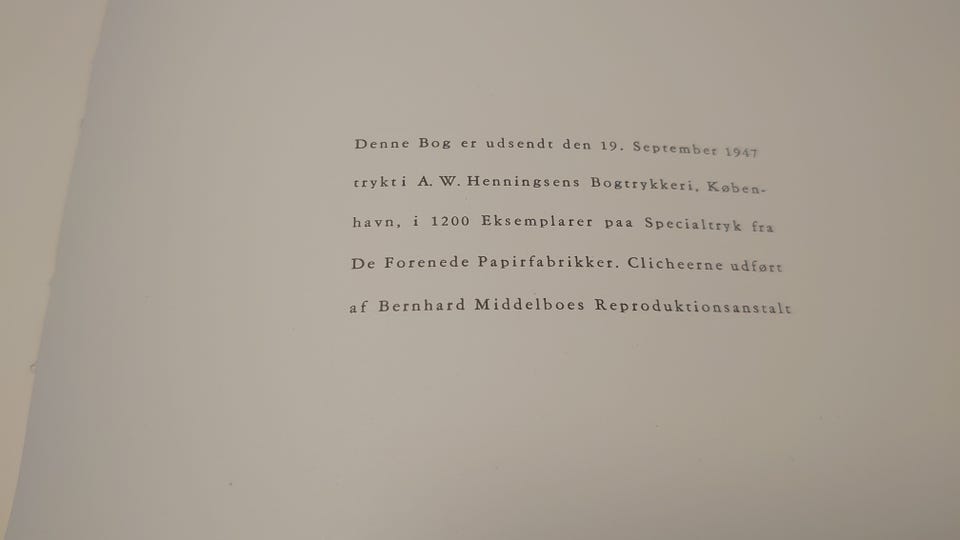 Denne Bog er udsendt den 19. September 1947
trykt i A. W. Henningsens Bogtrykkeri, Køben-
havn, i 1200 Eksemplarer paa Specialtryk fra
De Forenede Papirfabrikker. Clicheerne udført
af Bernhard Middelboes Reproduktionsanstalt